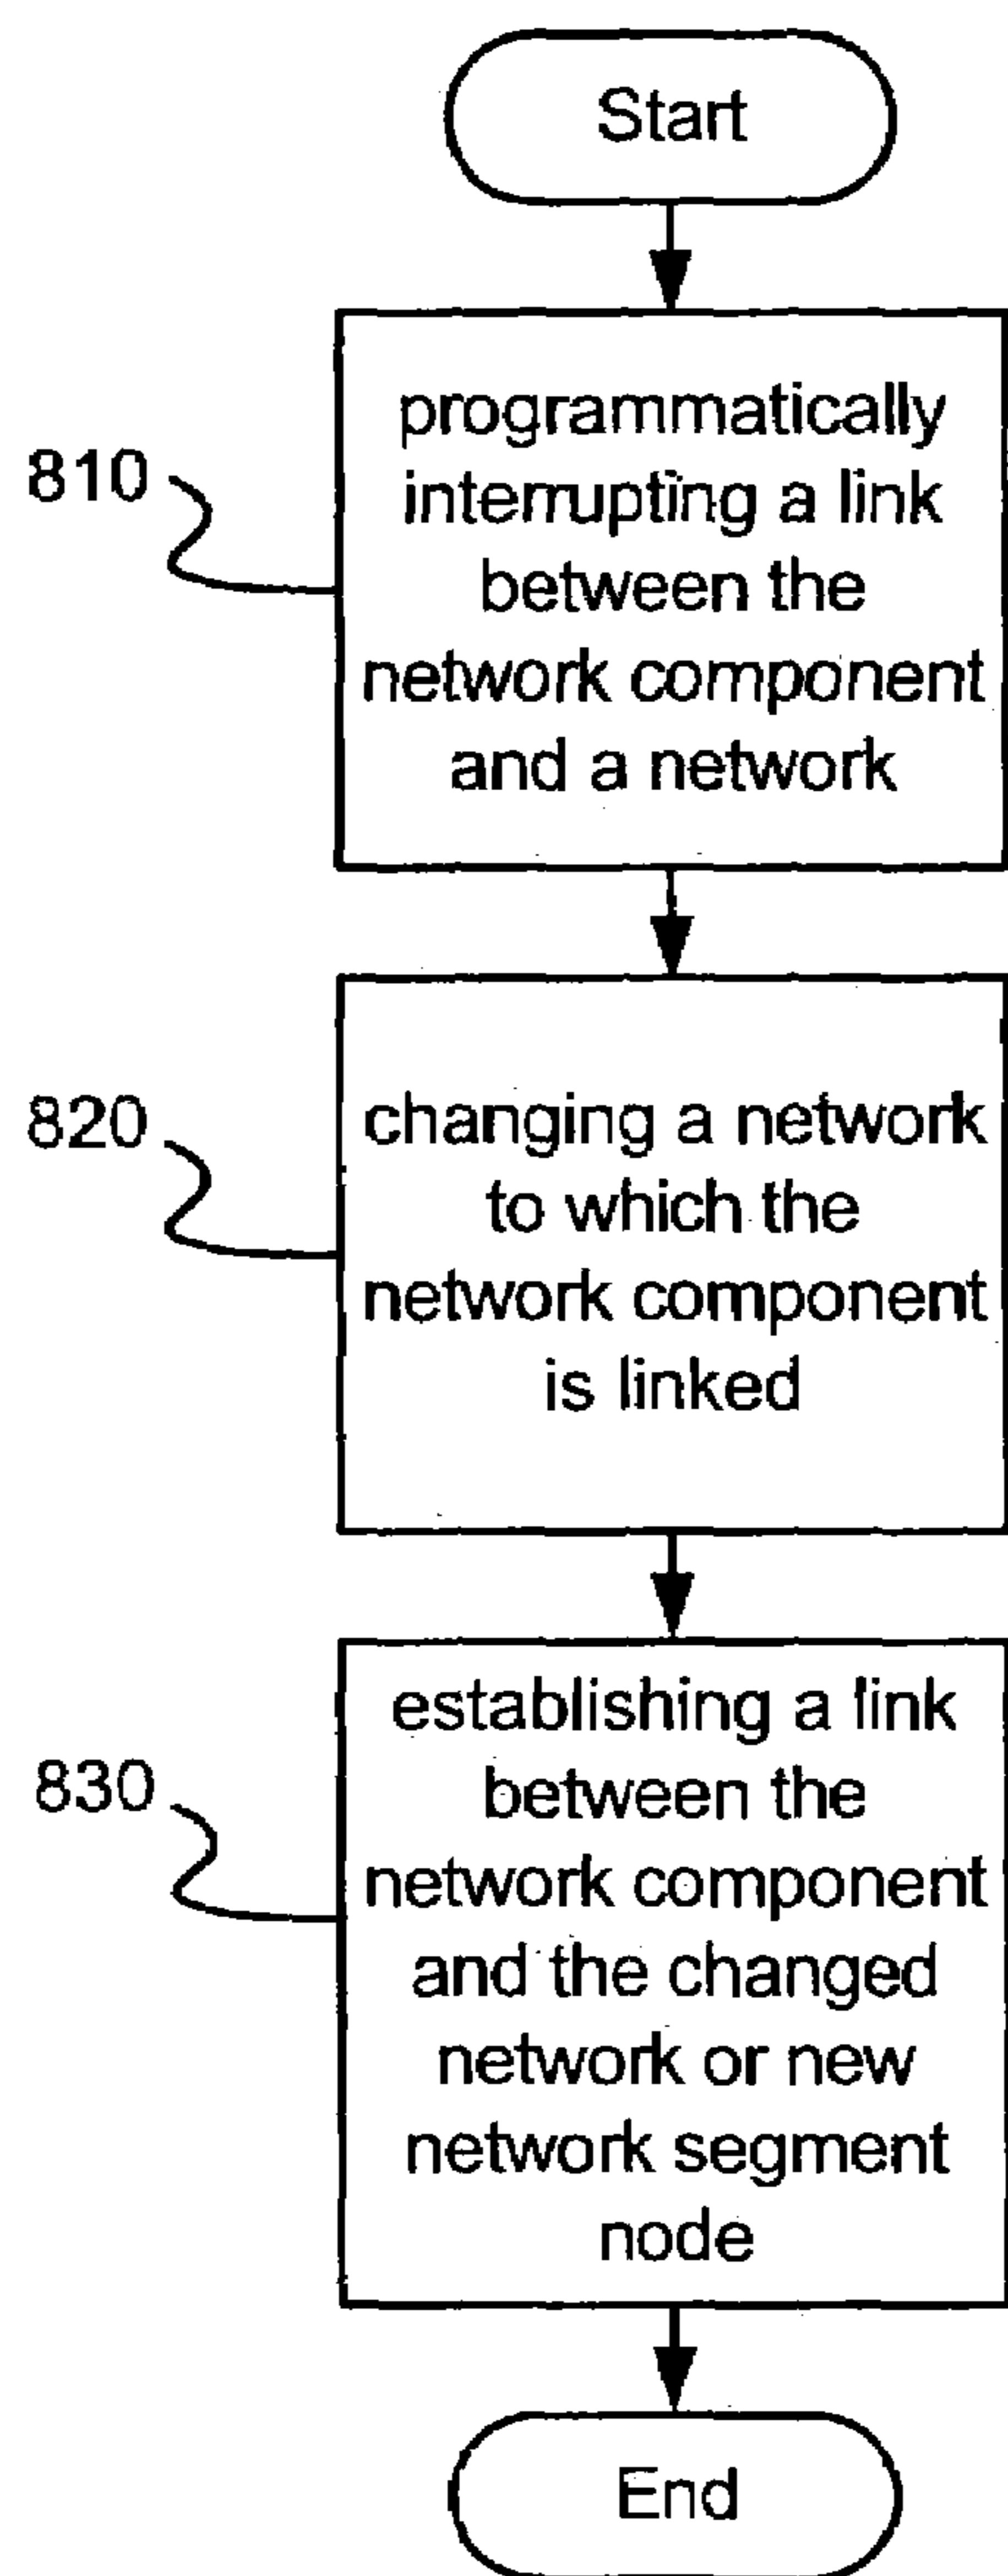 Start
810
programmatically
interrupting a link
between the
network component
and a network
820
changing a network
to which the
network component
is linked
830
establishing a link
between the
network component
and the changed
network or new
network segment
node
End